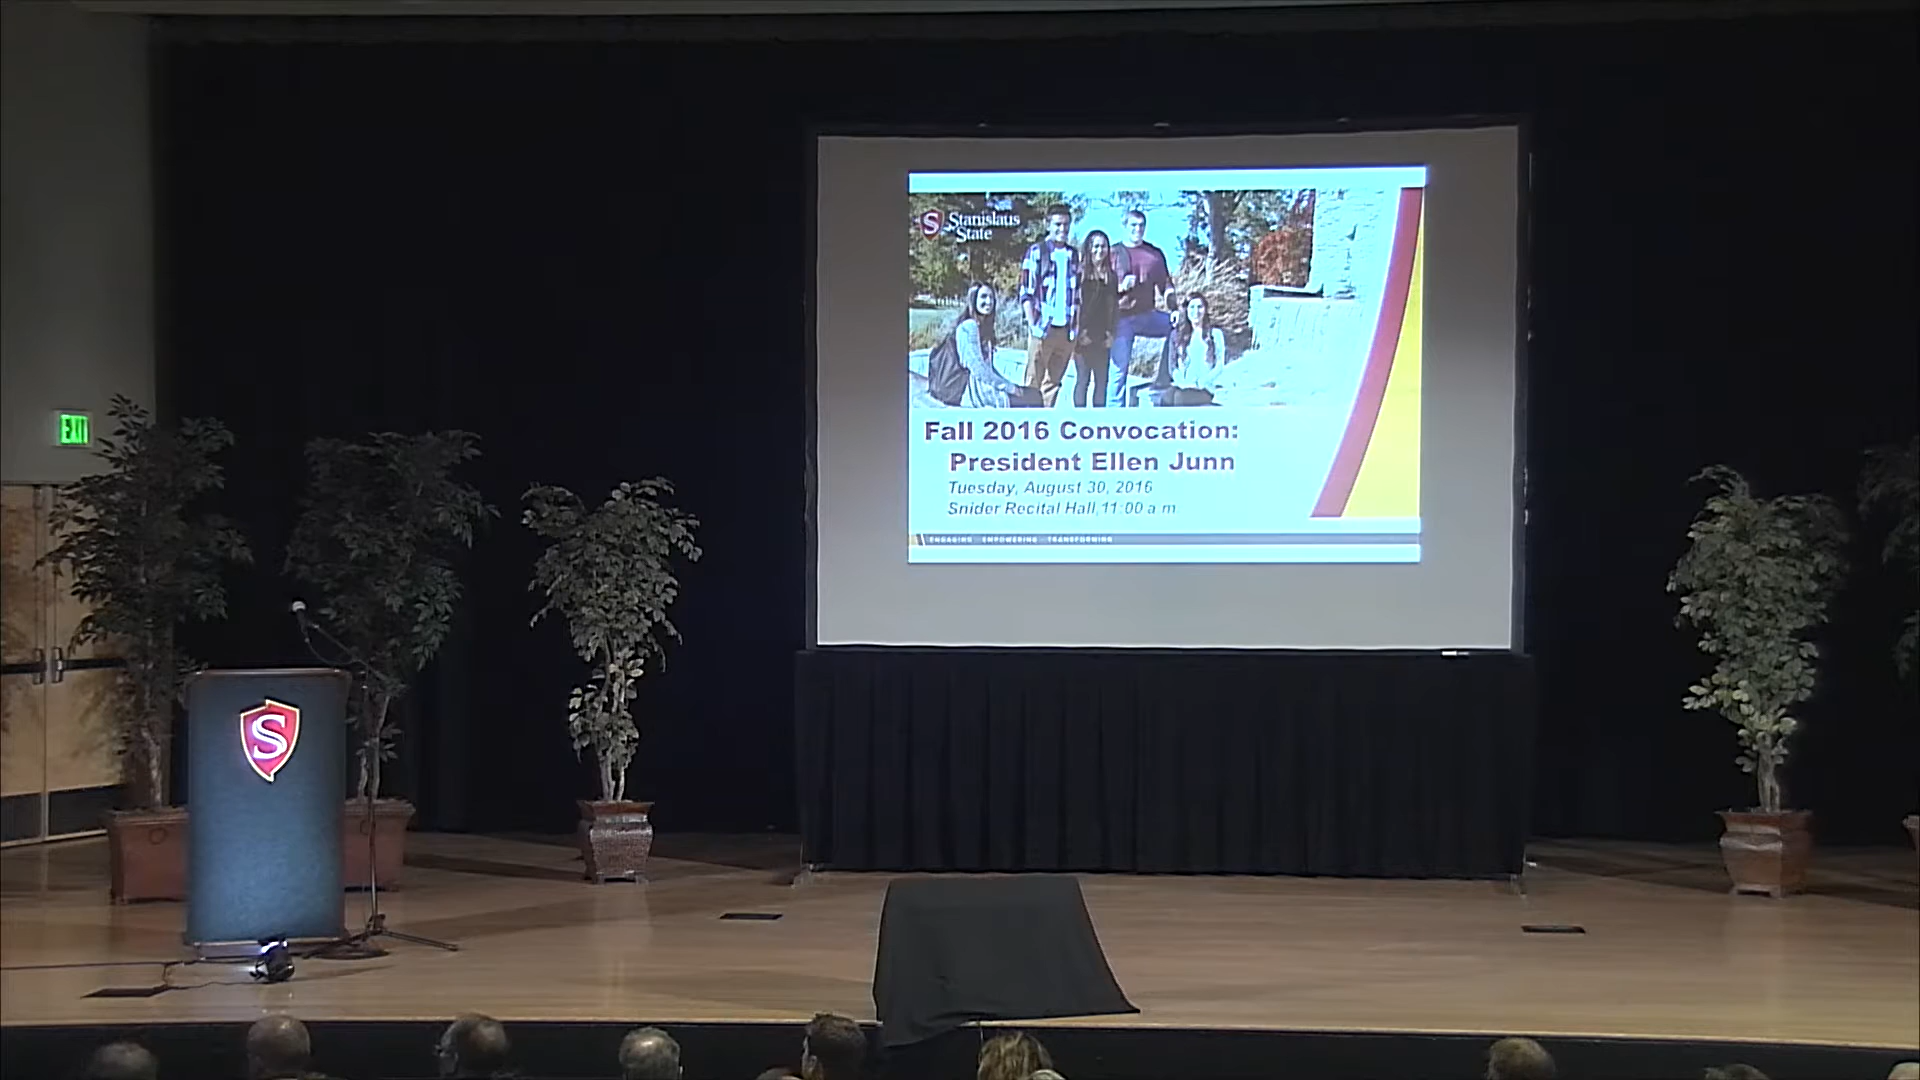 S Stanislaus
State
Fall 2016 Convocation:
President Ellen Junn
Tuesday, August 30, 2016
Snider Recital Hall, 11:00 a m
ENGAGING EMPOWERING TRANSFORMING
EXIT
S